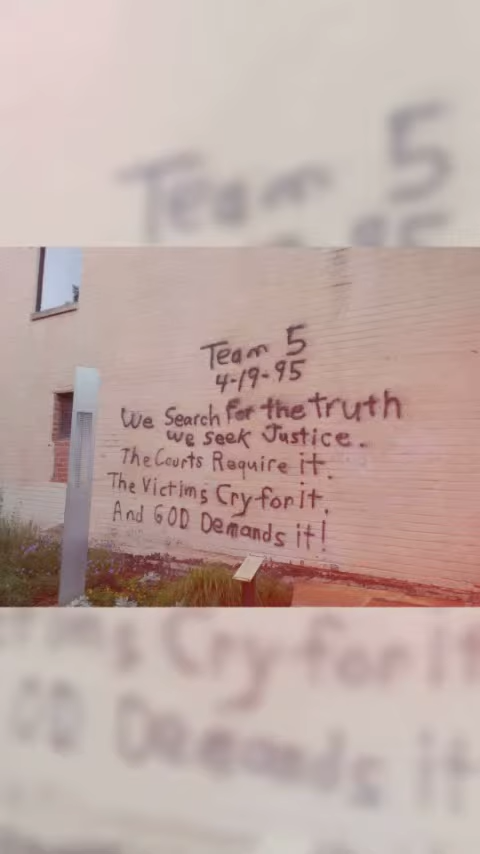 Team 5
4-19-95
We Search for the truth
we seek Justice.
The Courts Require it.
The Victims Cry for it.
And GOD Demands it!